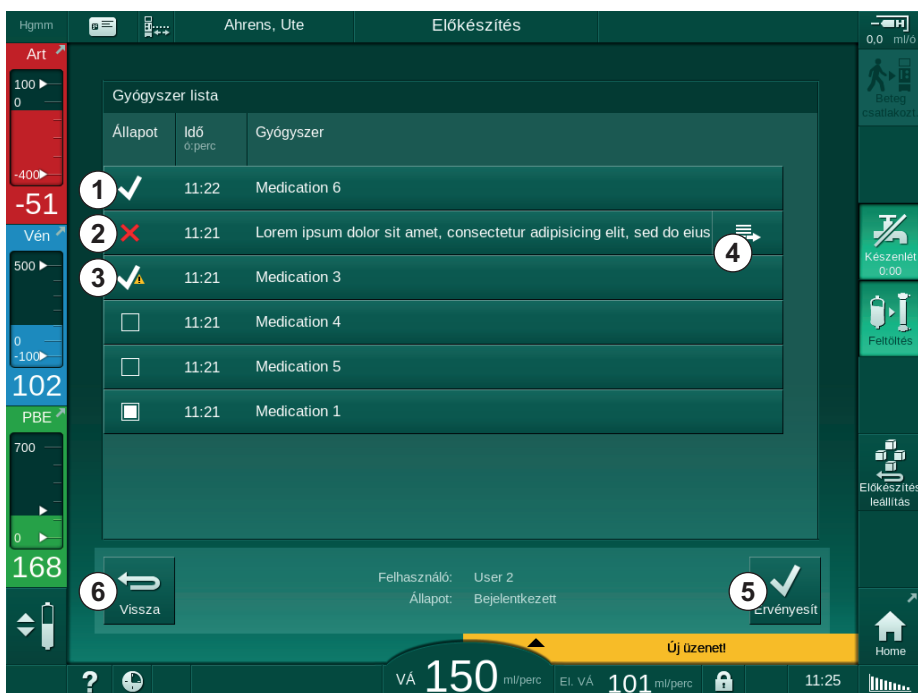 Hgmm
Ahrens, Ute
Előkészítés
0,0 ml/ó
Art
100
0
-400
-51
Vén
500
0
-100
102
PBE
700
0
168
Beteg
csatlakozt.
Készenlét
0:00
Feltöltés
Előkészítés
leállítás
Home
Gyógyszer lista
Állapot Idő Gyógyszer
ó:perc
1 11:22 Medication 6
2 11:21 Lorem ipsum dolor sit amet, consectetur adipisicing elit, sed do eius
4
3 11:21 Medication 3
11:21 Medication 4
11:21 Medication 5
11:21 Medication 1
6 Vissza
Felhasználó: User 2
Állapot: Bejelentkezett
5 Érvényesít
Új üzenet!
? VÁ 150 ml/perc El. VÁ 101 ml/perc 11:25